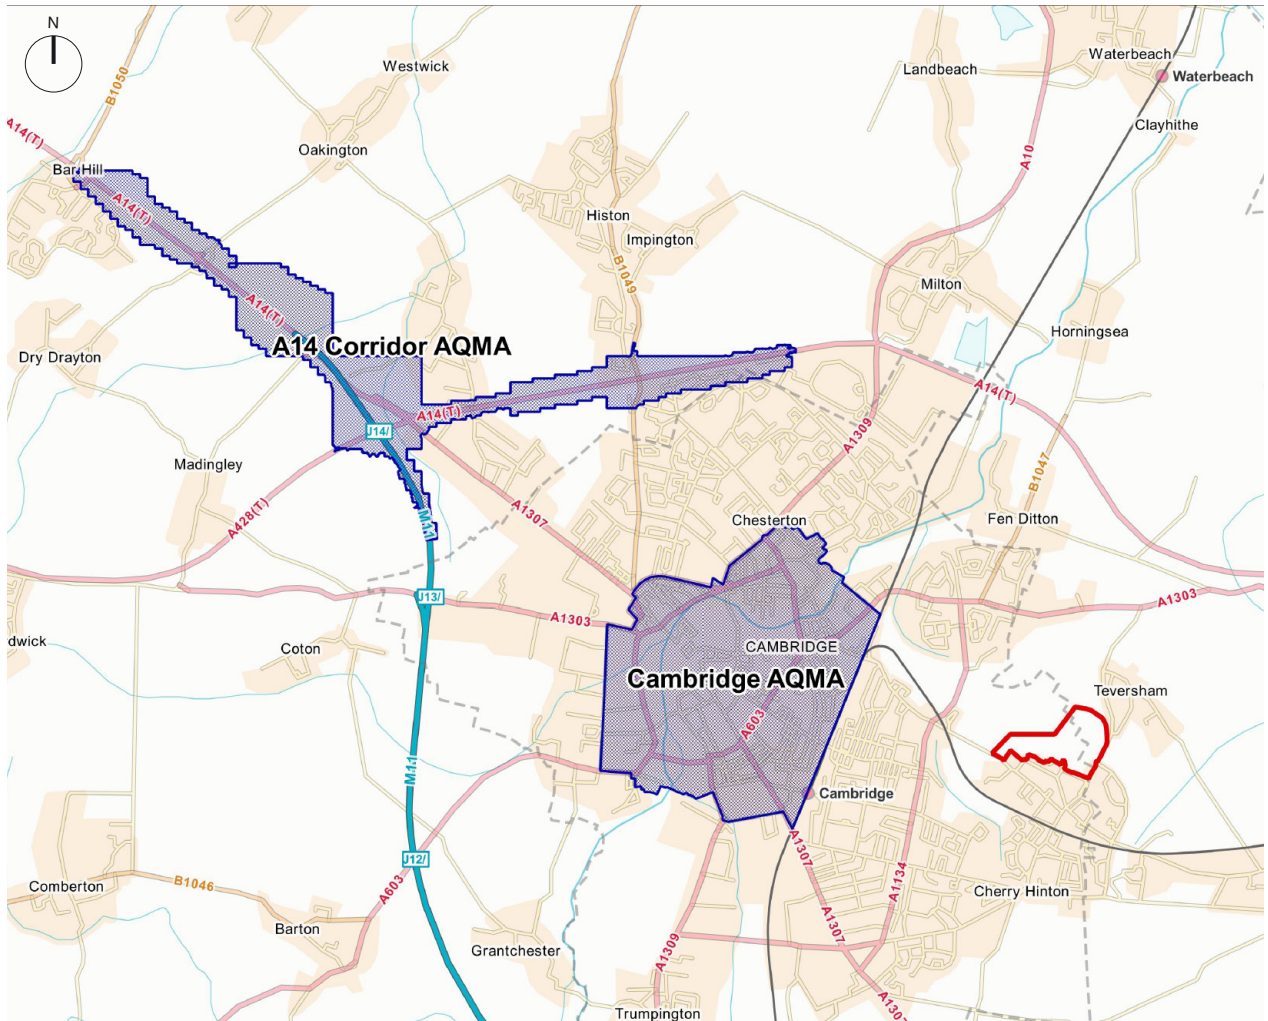 N
Westwick
Waterbeach
Landbeach
Waterbeach
B1050
Clayhithe
A14(T)
Oakington
A10
Bar Hill
A14(T)
Histon
Impington
B1049
Milton
A14(T)
Horningsea
A14 Corridor AQMA
Dry Drayton
A14(T)
A14(T)
J14/
A1309
Madingley
B1047
A428(T)
M11
A1307
Chesterton
Fen Ditton
J13/
A1303
A1303
dwick
Coton
CAMBRIDGE
Cambridge AQMA
Teversham
A603
M11
Cambridge
J12/
A1307
Comberton
B1046
A603
A1134
Cherry Hinton
Barton
A1307
Grantchester
A1309
Trumpington
A1307